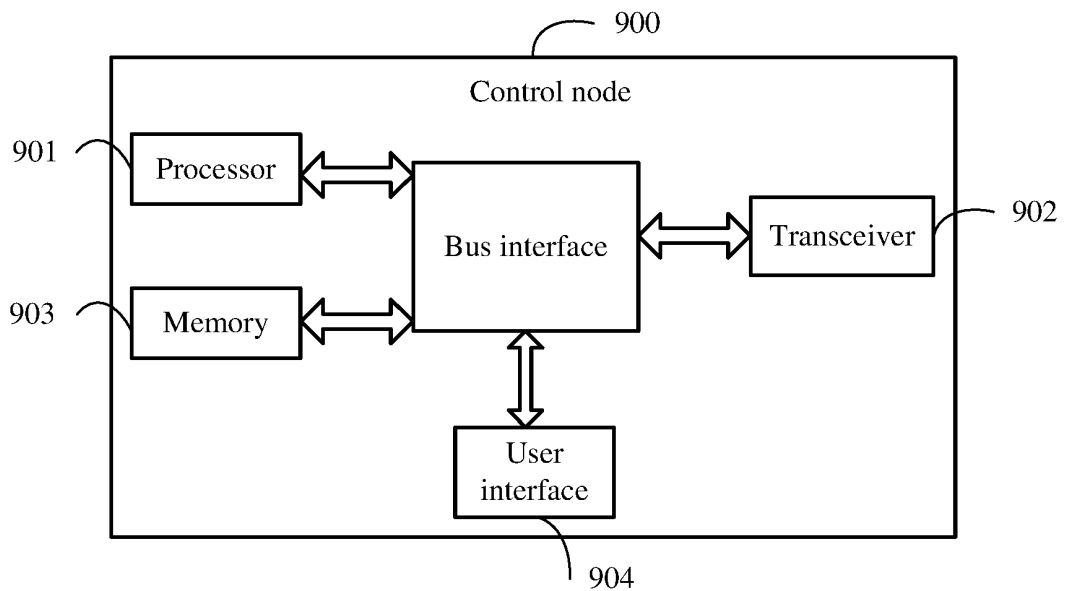 900
Control node
901
Processor
Bus interface
Transceiver
902
903
Memory
User
interface
904